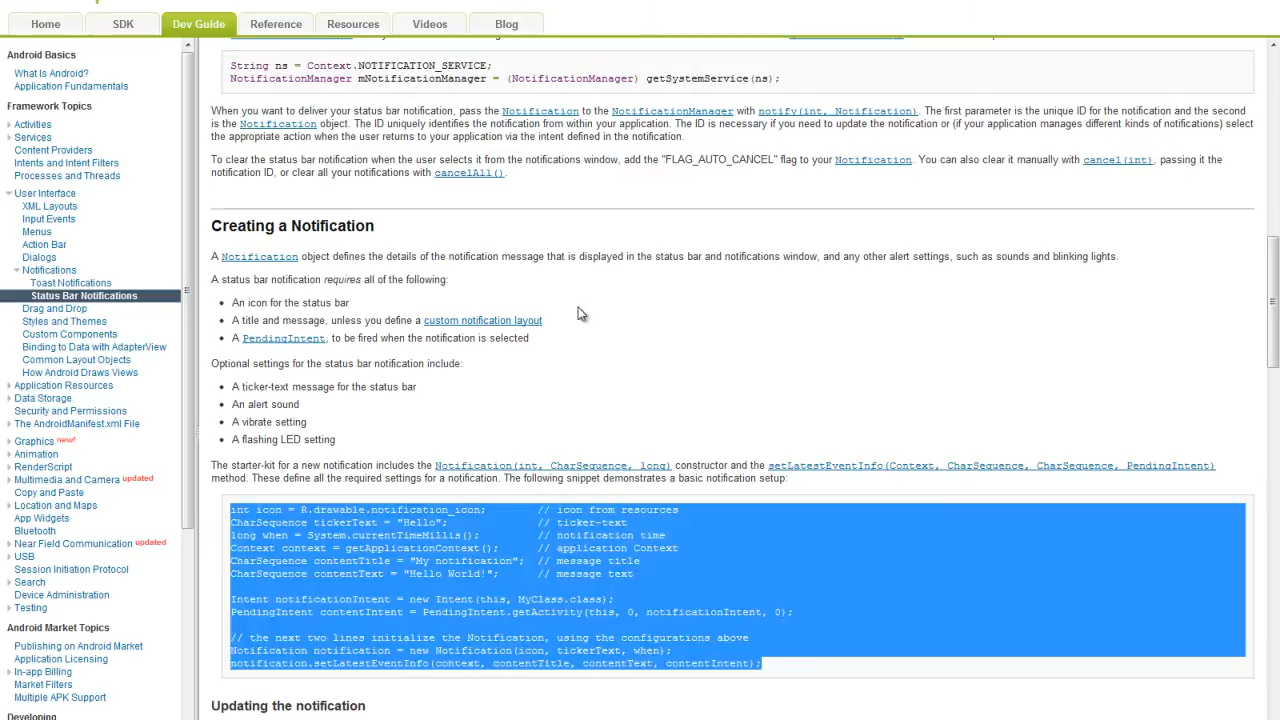 Home
SDK
Dev Guide
Reference
Resources
Videos
Blog
Android Basics
What Is Android?
Application Fundamentals
Framework Topics
Activities
Services
Content Providers
Intents and Intent Filters
Processes and Threads
User Interface
XML Layouts
Input Events
Menus
Action Bar
Dialogs
Notifications
Toast Notifications
Status Bar Notifications
Drag and Drop
Styles and Themes
Custom Components
Binding to Data with AdapterView
Common Layout Objects
How Android Draws Views
Application Resources
Data Storage
Security and Permissions
The AndroidManifest.xml File
Graphics new!
Animation
RenderScript
Multimedia and Camera updated
Copy and Paste
Location and Maps
App Widgets
Bluetooth
Near Field Communication updated
USB
Session Initiation Protocol
Search
Device Administration
Testing
Android Market Topics
Publishing on Android Market
Application Licensing
In-app Billing
Market Filters
Multiple APK Support
Developing
String ns = Context.NOTIFICATION_SERVICE;
NotificationManager mNotificationManager = (NotificationManager) getSystemService(ns);
When you want to deliver your status bar notification, pass the Notification to the NotificationManager with notify(int, Notification). The first parameter is the unique ID for the notification and the second
is the Notification object. The ID uniquely identifies the notification from within your application. The ID is necessary if you need to update the notification or (if your application manages different kinds of notifications) select
the appropriate action when the user returns to your application via the intent defined in the notification.
To clear the status bar notification when the user selects it from the notifications window, add the "FLAG_AUTO_CANCEL" flag to your Notification. You can also clear it manually with cancel(int), passing it the
notification ID, or clear all your notifications with cancelAll().
Creating a Notification
A Notification object defines the details of the notification message that is displayed in the status bar and notifications window, and any other alert settings, such as sounds and blinking lights.
A status bar notification requires all of the following:
An icon for the status bar
A title and message, unless you define a custom notification layout
A PendingIntent, to be fired when the notification is selected
Optional settings for the status bar notification include:
A ticker-text message for the status bar
An alert sound
A vibrate setting
A flashing LED setting
The starter-kit for a new notification includes the Notification(int, CharSequence, long) constructor and the setLatestEventInfo(Context, CharSequence, CharSequence, PendingIntent)
method. These define all the required settings for a notification. The following snippet demonstrates a basic notification setup:
int icon = R.drawable.notification_icon; // icon from resources
CharSequence tickerText = "Hello"; // ticker-text
long when = System.currentTimeMillis(); // notification time
Context context = getApplicationContext(); // application Context
CharSequence contentTitle = "My notification"; // message title
CharSequence contentText = "Hello World!"; // message text
Intent notificationIntent = new Intent(this, MyClass.class);
PendingIntent contentIntent = PendingIntent.getActivity(this, 0, notificationIntent, 0);
// the next two lines initialize the Notification, using the configurations above
Notification notification = new Notification(icon, tickerText, when);
notification.setLatestEventInfo(context, contentTitle, contentText, contentIntent);
Updating the notification